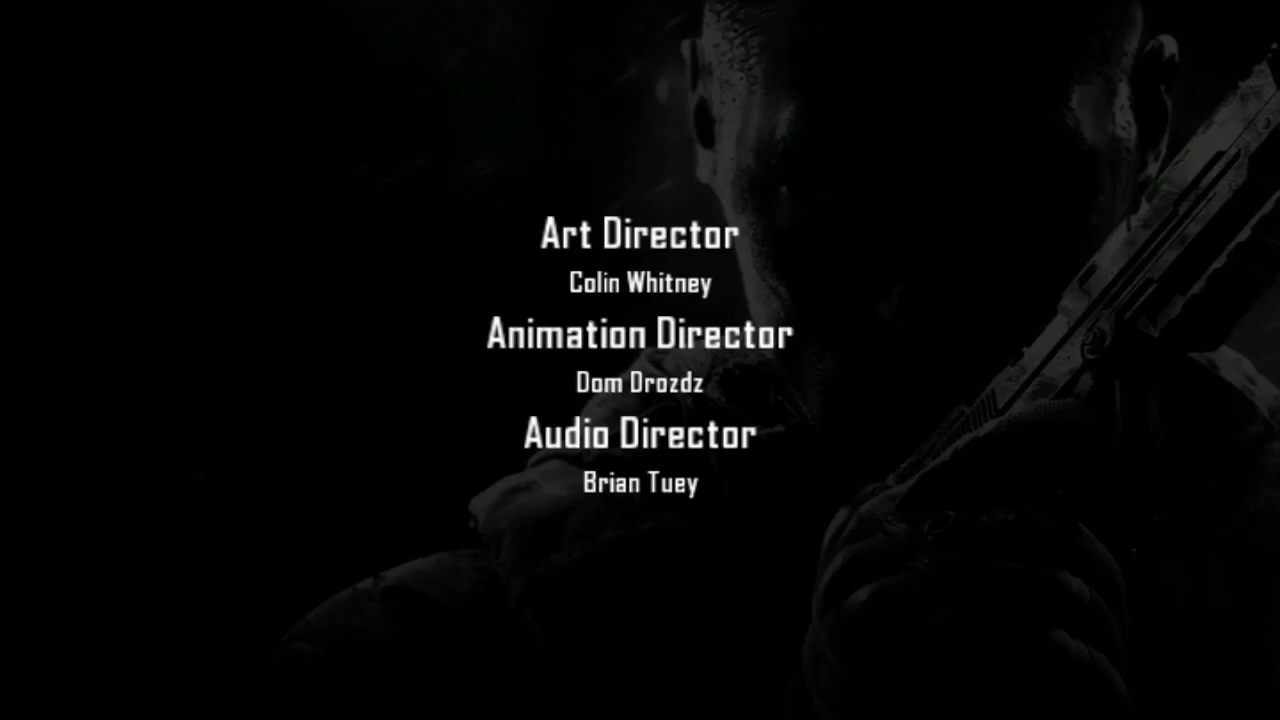 Art Director
Colin Whitney
Animation Director
Dom Drozdz
Audio Director
Brian Tuey